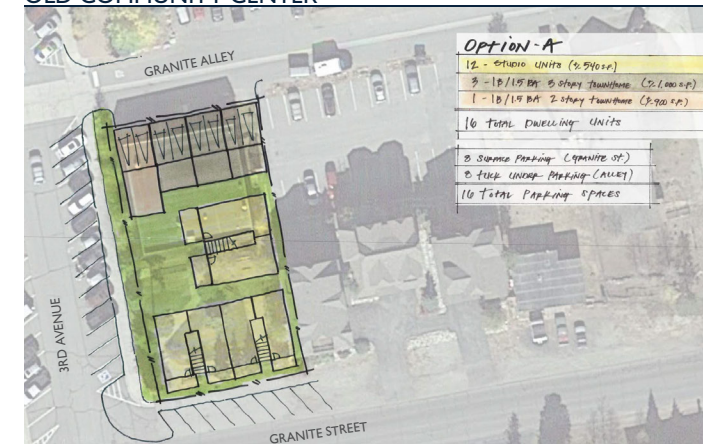 OLD COMMUNITY CENTER
GRANITE ALLEY
OPTION-A
12 - STUDIO UNITS (± 540 S.F.)
3 - 1B/1.5 BA 3 STORY TOWNHOME (± 1,000 S.F.)
1 - 1B/1.5 BA 2 STORY TOWNHOME (± 900 S.F.)
16 TOTAL DWELLING UNITS
8 SURFACE PARKING (GRANITE ST.)
8 TUCK UNDER PARKING (ALLEY)
16 TOTAL PARKING SPACES
3RD AVENUE
GRANITE STREET